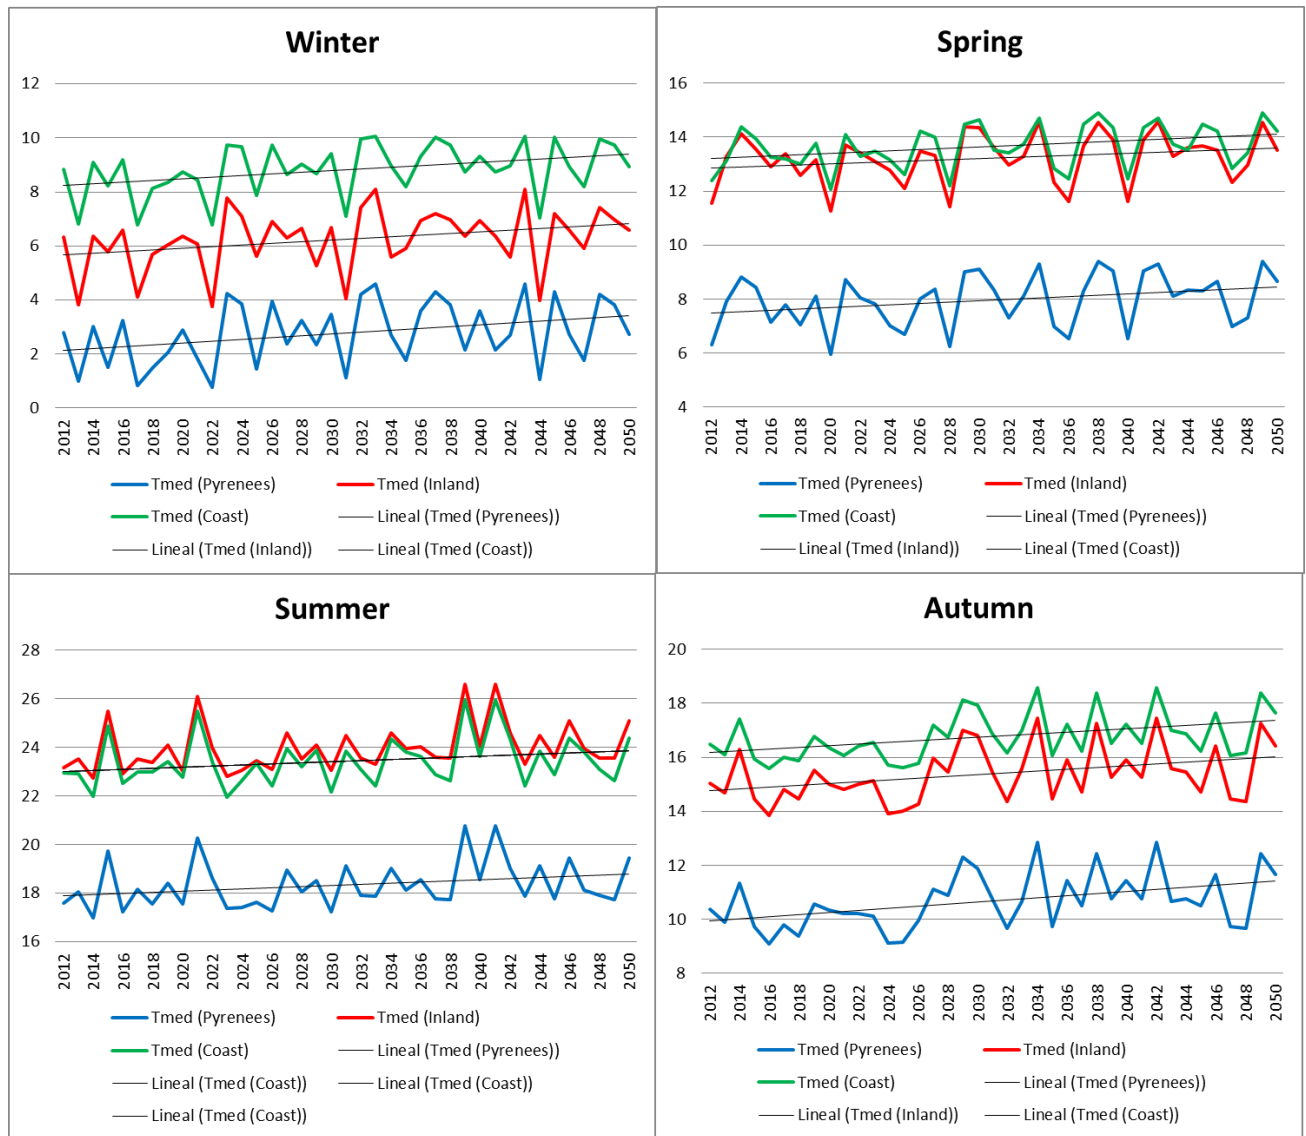 Winter
12
10
8
6
4
2
0
2012 2014 2016 2018 2020 2022 2024 2026 2028 2030 2032 2034 2036 2038 2040 2042 2044 2046 2048 2050
Tmed (Pyrenees) Tmed (Inland)
Tmed (Coast) Lineal (Tmed (Pyrenees))
Lineal (Tmed (Inland)) Lineal (Tmed (Coast))
Spring
16
14
12
10
8
6
4
2012 2014 2016 2018 2020 2022 2024 2026 2028 2030 2032 2034 2036 2038 2040 2042 2044 2046 2048 2050
Tmed (Pyrenees) Tmed (Inland)
Tmed (Coast) Lineal (Tmed (Pyrenees))
Lineal (Tmed (Inland)) Lineal (Tmed (Coast))
Summer
28
26
24
22
20
18
16
2012 2014 2016 2018 2020 2022 2024 2026 2028 2030 2032 2034 2036 2038 2040 2042 2044 2046 2048 2050
Tmed (Pyrenees) Tmed (Inland)
Tmed (Coast) Lineal (Tmed (Pyrenees))
Lineal (Tmed (Coast)) Lineal (Tmed (Coast))
Lineal (Tmed (Coast))
Autumn
20
18
16
14
12
10
8
2012 2014 2016 2018 2020 2022 2024 2026 2028 2030 2032 2034 2036 2038 2040 2042 2044 2046 2048 2050
Tmed (Pyrenees) Tmed (Inland)
Tmed (Coast) Lineal (Tmed (Pyrenees))
Lineal (Tmed (Inland)) Lineal (Tmed (Coast))